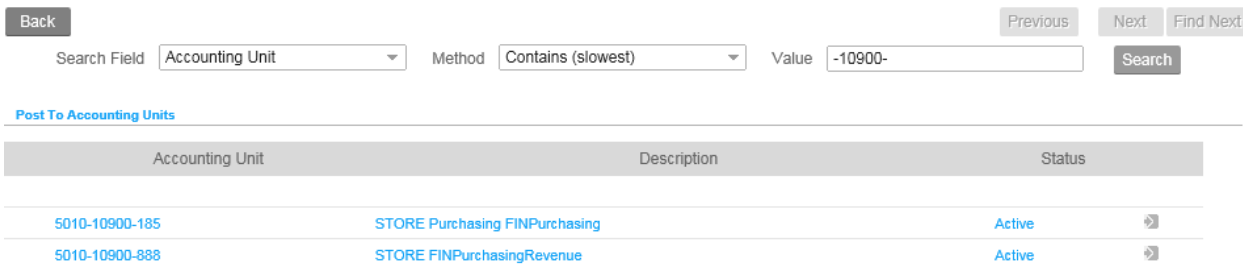 Back Previous Next Find Next
Search Field Accounting Unit Method Contains (slowest) Value -10900- Search
Post To Accounting Units
Accounting Unit Description Status
5010-10900-185 STORE Purchasing FINPurchasing Active
5010-10900-888 STORE FINPurchasingRevenue Active